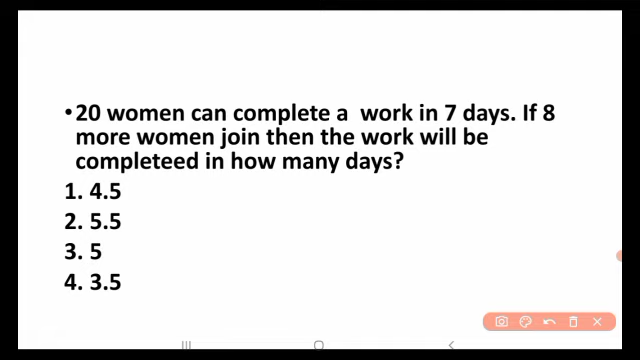 •20 women can complete a work in 7 days. If 8
more women join then the work will be
completeed in how many days?
1. 4.5
2. 5.5
3. 5
4. 3.5